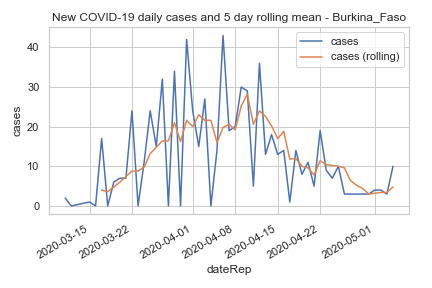 New COVID-19 daily cases and 5 day rolling mean - Burkina_Faso
cases
cases (rolling)
40
30
20
10
0
cases
2020-03-15
2020-03-22
2020-04-01
2020-04-08
2020-04-15
2020-04-22
2020-05-01
dateRep